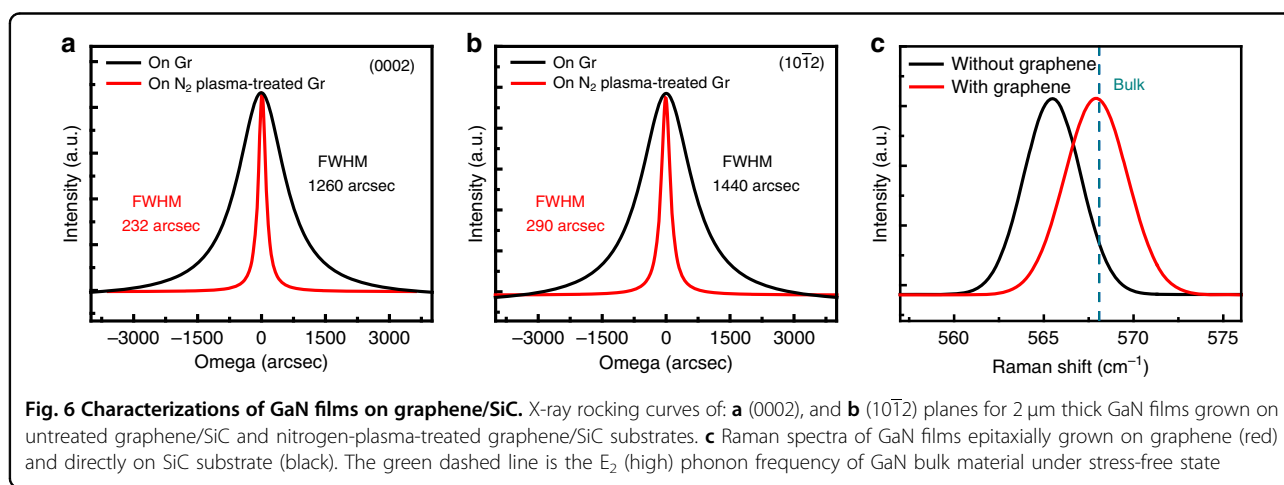 a
On Gr
On N₂ plasma-treated Gr
(0002)
FWHM
1260 arcsec
FWHM
232 arcsec
Intensity (a.u.)
−3000 −1500 0 1500 3000
Omega (arcsec)
b
On Gr
On N₂ plasma-treated Gr
(101̅2)
FWHM
1440 arcsec
FWHM
290 arcsec
Intensity (a.u.)
−3000 −1500 0 1500 3000
Omega (arcsec)
c
Without graphene
With graphene
Bulk
Intensity (a.u.)
560 565 570 575
Raman shift (cm⁻¹)
Fig. 6 Characterizations of GaN films on graphene/SiC. X-ray rocking curves of: a (0002), and b (101̅2) planes for 2 μm thick GaN films grown on
untreated graphene/SiC and nitrogen-plasma-treated graphene/SiC substrates. c Raman spectra of GaN films epitaxially grown on graphene (red)
and directly on SiC substrate (black). The green dashed line is the E₂ (high) phonon frequency of GaN bulk material under stress-free state